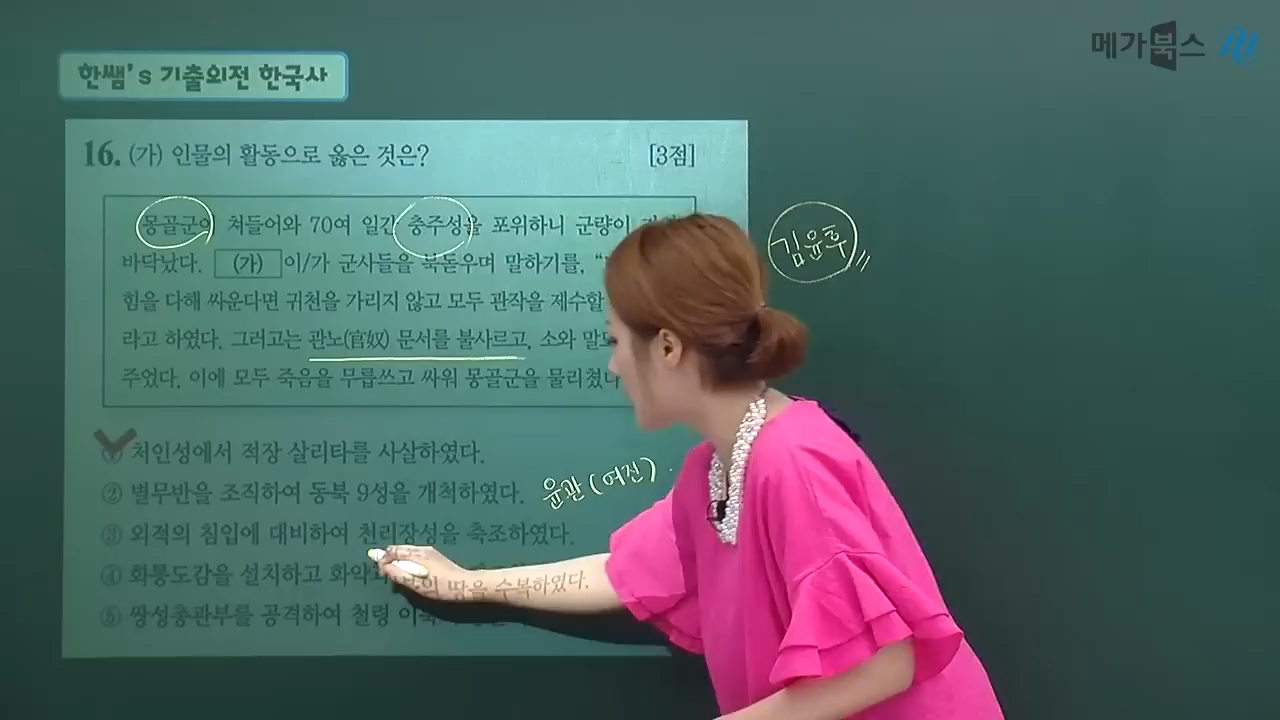 메가북스
한쌤's 기출외전 한국사
16. (가) 인물의 활동으로 옳은 것은? [3점]
몽골군이 쳐들어와 70여 일간 충주성을 포위하니 군량이
바닥났다. (가) 이/가 군사들을 북돋우며 말하기를, “
힘을 다해 싸운다면 귀천을 가리지 않고 모두 관작을 제수할
라고 하였다. 그러고는 관노(官奴) 문서를 불사르고, 소와
주었다. 이에 모두 죽음을 무릅쓰고 싸워 몽골군을 물리쳤
김윤후
① 처인성에서 적장 살리타를 사살하였다.
② 별무반을 조직하여 동북 9성을 개척하였다. 윤관 (여진)
③ 외적의 침입에 대비하여 천리장성을 축조하였다.
④ 화통도감을 설치하고
⑤ 쌍성총관부를 공격하여 철령 땅을 수복하였다.